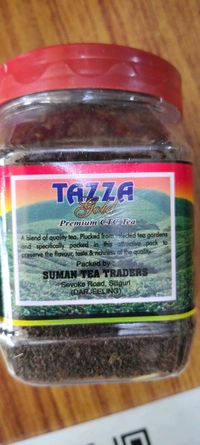 TAZZA
Gold
Premium CTC Tea
A blend of quality tea, Plucked from selected tea gardens
and specifically packed in this attractive pack to
preserve the flavour, taste & richness of the quality.
Packed by :
SUMAN TEA TRADERS
Sevoke Road, Siliguri
(DARJEELING)